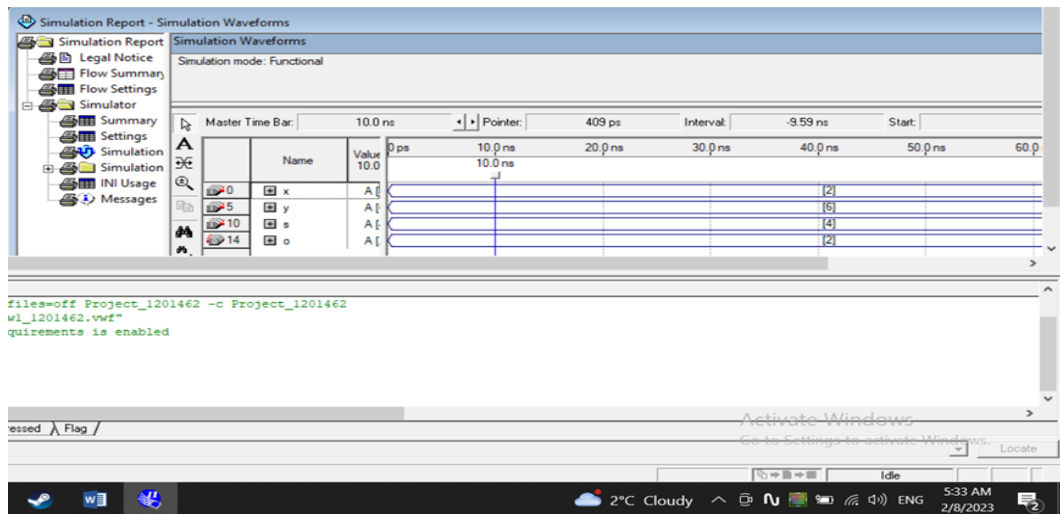 Simulation Report - Simulation Waveforms
Simulation Report
Legal Notice
Flow Summary
Flow Settings
Simulator
Summary
Settings
Simulation
Simulation
INI Usage
Messages
Simulation Waveforms
Simulation mode: Functional
Master Time Bar: 10.0 ns Pointer: 409 ps Interval: -9.59 ns Start:
Name Value 10.0
0 ps 10.0 ns 20.0 ns 30.0 ns 40.0 ns 50.0 ns 60.0
10.0 ns
0 x A [ [2]
5 y A [ [6]
10 s A [ [4]
14 o A [ [2]
files=off Project_1201462 -c Project_1201462
w1_1201462.vwf"
quirements is enabled
essed Flag
Activate Windows
Go to Settings to activate Windows.
Locate
Idle
2°C Cloudy ENG 5:33 AM
2/8/2023
2